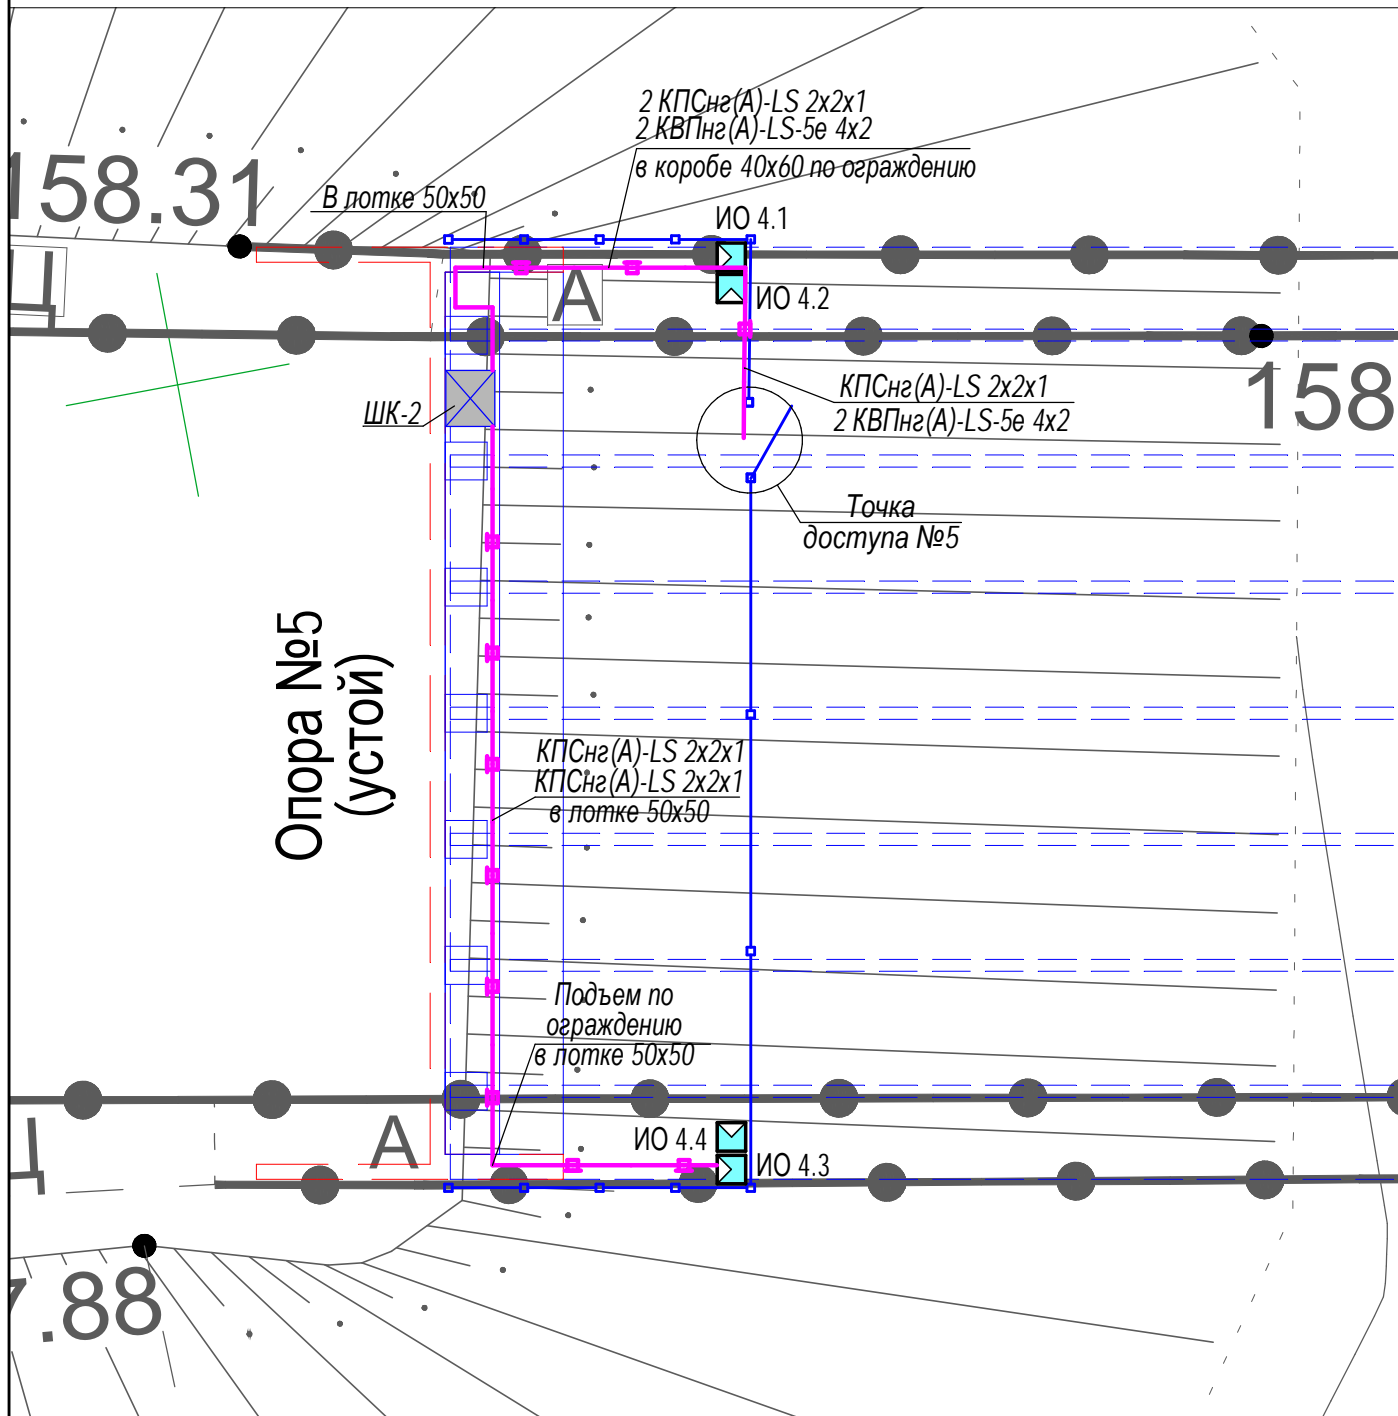 2 КПСнг(А)-LS 2х2х1
2 КВПнг(А)-LS-5е 4х2
в коробе 40х60 по ограждению
158.31
В лотке 50х50
ИО 4.1
Ц
А
ИО 4.2
КПСнг(А)-LS 2х2х1
2 КВПнг(А)-LS-5е 4х2
158
ШК-2
Точка
доступа №5
Опора №5
(устой)
КПСнг(А)-LS 2х2х1
КПСнг(А)-LS 2х2х1
в лотке 50х50
Подъем по
ограждению
в лотке 50х50
А
ИО 4.4
Ц
ИО 4.3
7.88